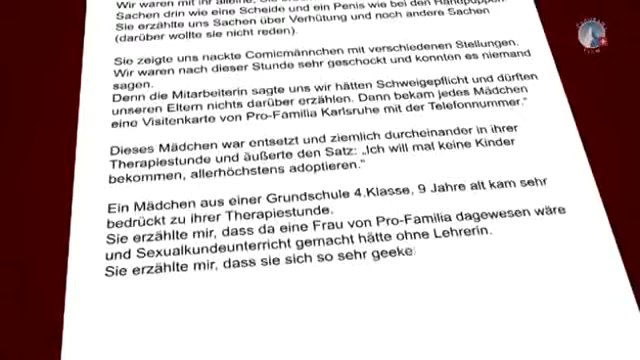 Wir waren mit ihr alleine,
Sachen drin wie eine Scheide und ein Penis wie bei den Handpuppen.
Sie erzählte uns Sachen über Verhütung und noch andere Sachen
(darüber wollte sie nicht reden).
Sie zeigte uns nackte Comicmännchen mit verschiedenen Stellungen.
Wir waren nach dieser Stunde sehr geschockt und konnten es niemand
sagen.
Denn die Mitarbeiterin sagte uns wir hätten Schweigepflicht und dürften
unseren Eltern nichts darüber erzählen. Dann bekam jedes Mädchen
eine Visitenkarte von Pro-Familia Karlsruhe mit der Telefonnummer."
Dieses Mädchen war entsetzt und ziemlich durcheinander in ihrer
Therapiestunde und äußerte den Satz: „Ich will mal keine Kinder
bekommen, allerhöchstens adoptieren."
Ein Mädchen aus einer Grundschule 4.Klasse, 9 Jahre alt kam sehr
bedrückt zu ihrer Therapiestunde.
Sie erzählte mir, dass da eine Frau von Pro-Familia dagewesen wäre
und Sexualkundeunterricht gemacht hätte ohne Lehrerin.
Sie erzählte mir, dass sie sich so sehr geeke